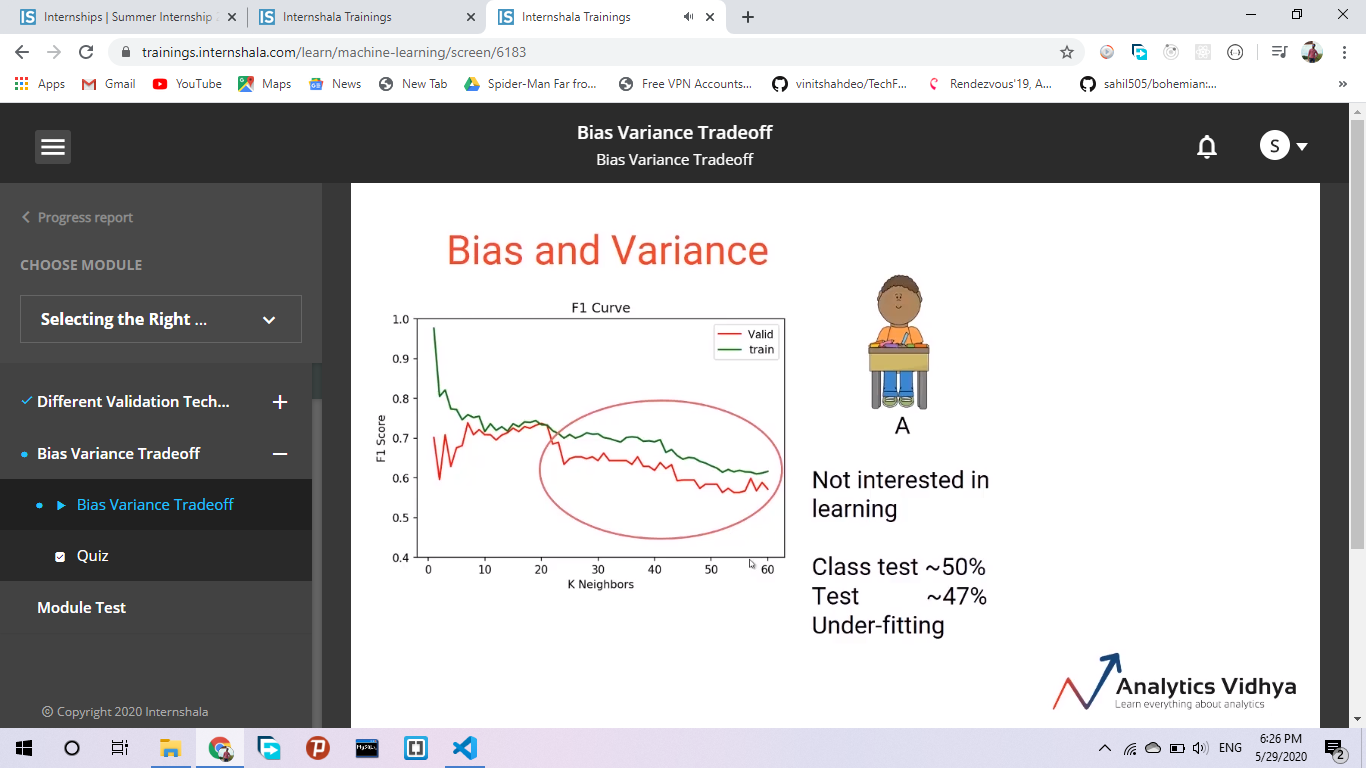 Internships | Summer Internship
Internshala Trainings
Internshala Trainings
trainings.internshala.com/learn/machine-learning/screen/6183
Apps
Gmail
YouTube
Maps
News
New Tab
Spider-Man Far fro...
Free VPN Accounts...
vinitshahdeo/TechF...
Rendezvous'19, A...
sahil505/bohemian:...
Bias Variance Tradeoff
Bias Variance Tradeoff
S
Progress report
CHOOSE MODULE
Selecting the Right ...
Different Validation Tech...
Bias Variance Tradeoff
Bias Variance Tradeoff
Quiz
Module Test
© Copyright 2020 Internshala
Bias and Variance
F1 Curve
Valid
train
F1 Score
1.0
0.9
0.8
0.7
0.6
0.5
0.4
0 10 20 30 40 50 60
K Neighbors
A
Not interested in
learning
Class test ~50%
Test ~47%
Under-fitting
Analytics Vidhya
Learn everything about analytics
ENG
6:26 PM
5/29/2020
2